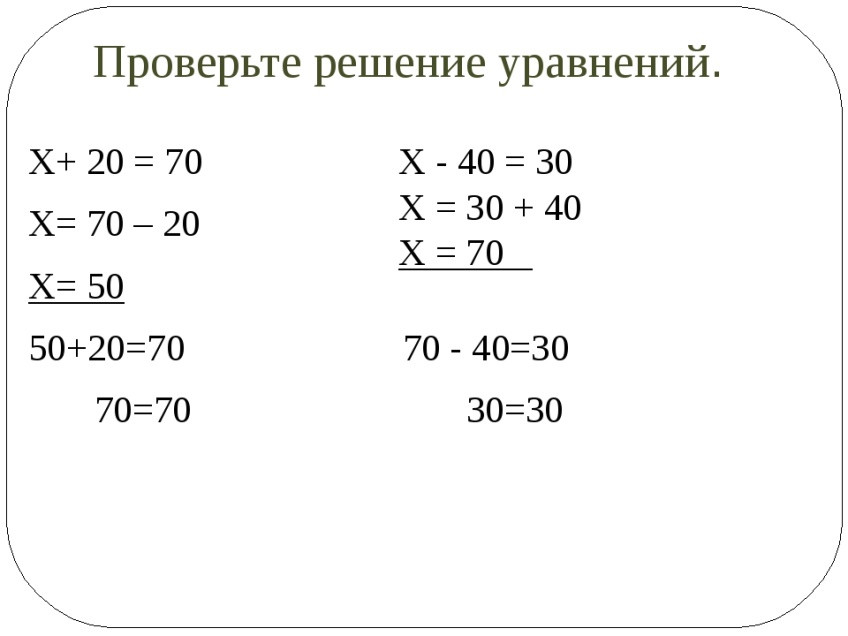 Проверьте решение уравнений.
Х+ 20 = 70
Х= 70 – 20
Х= 50
50+20=70
70=70
Х - 40 = 30
Х = 30 + 40
Х = 70
70 - 40=30
30=30